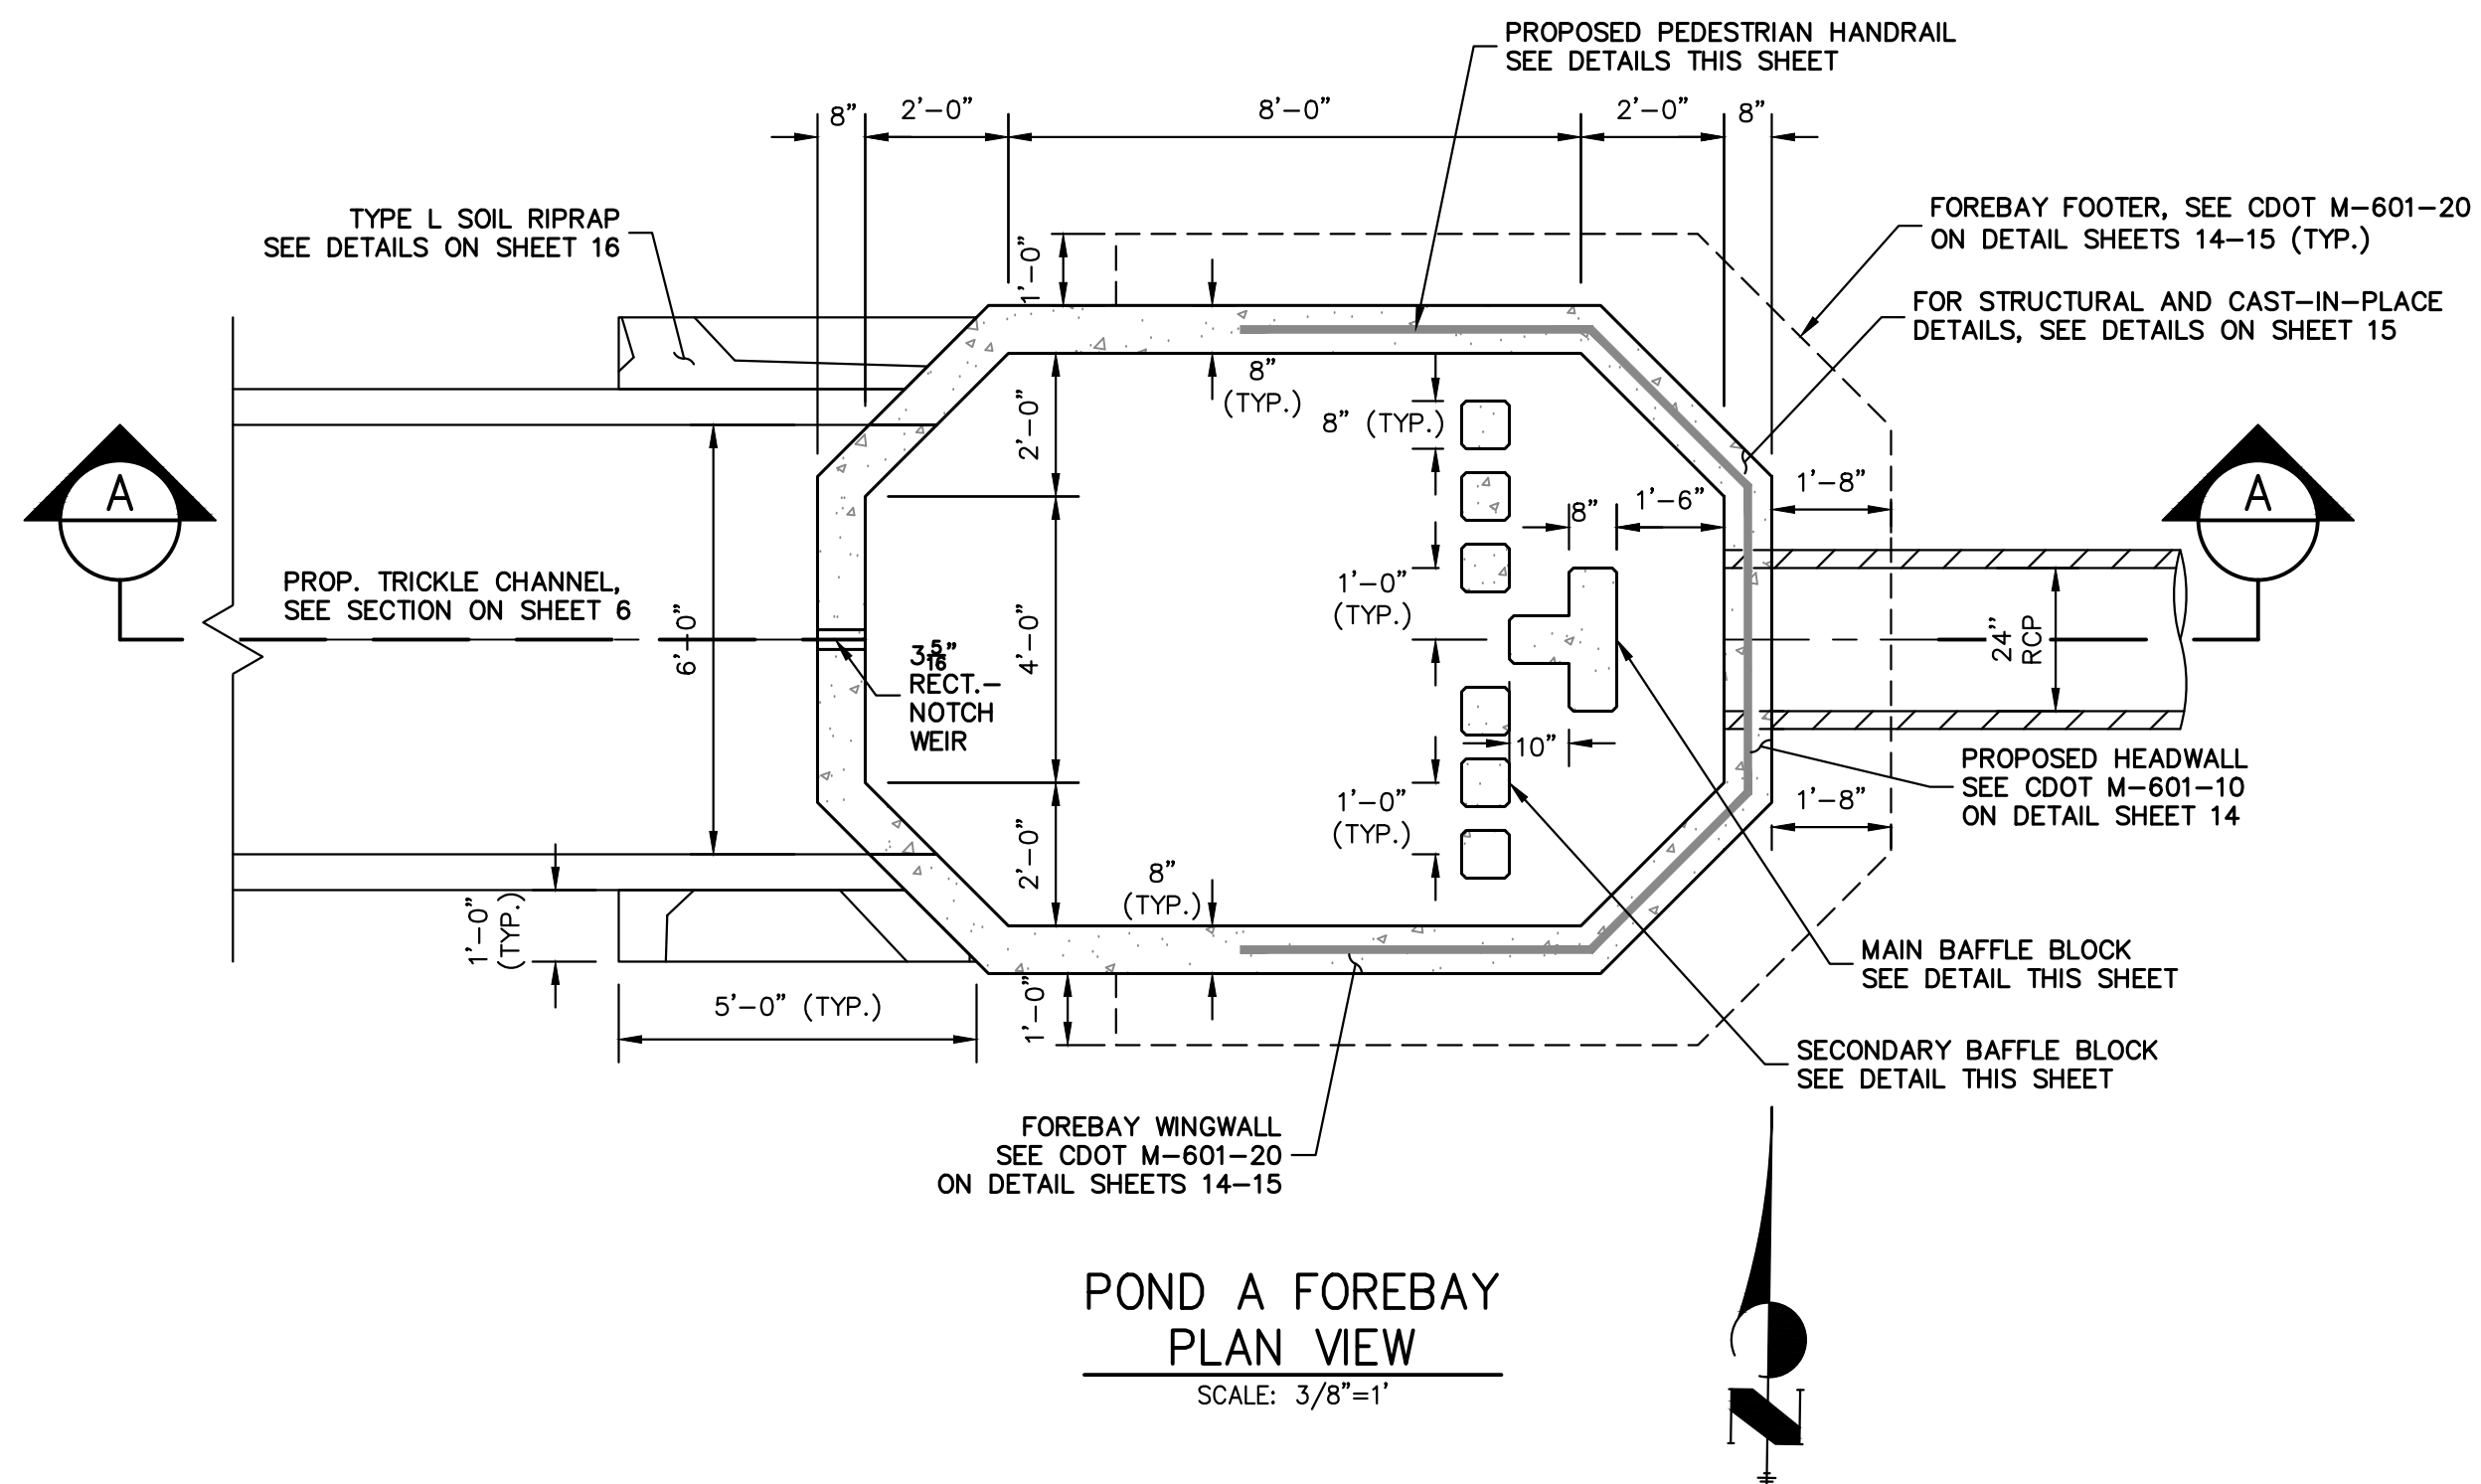 PROPOSED PEDESTRIAN HANDRAIL
SEE DETAILS THIS SHEET
8"
2'-0"
8'-0"
2'-0"
8"
TYPE L SOIL RIPRAP
SEE DETAILS ON SHEET 16
FOREBAY FOOTER, SEE CDOT M-601-20
ON DETAIL SHEETS 14-15 (TYP.)
1'-0"
FOR STRUCTURAL AND CAST-IN-PLACE
DETAILS, SEE DETAILS ON SHEET 15
8"
(TYP.)
8" (TYP.)
2'-0"
A
1'-8"
A
8"
1'-6"
PROP. TRICKLE CHANNEL,
SEE SECTION ON SHEET 6
6'-0"
4'-0"
1'-0"
(TYP.)
24"
RCP
3 5/16"
RECT.-
NOTCH
WEIR
10"
PROPOSED HEADWALL
SEE CDOT M-601-10
ON DETAIL SHEET 14
1'-8"
1'-0"
(TYP.)
2'-0"
8"
(TYP.)
1'-0"
(TYP.)
MAIN BAFFLE BLOCK
SEE DETAIL THIS SHEET
5'-0" (TYP.)
1'-0"
SECONDARY BAFFLE BLOCK
SEE DETAIL THIS SHEET
FOREBAY WINGWALL
SEE CDOT M-601-20
ON DETAIL SHEETS 14-15
POND A FOREBAY
PLAN VIEW
SCALE: 3/8"=1'
N